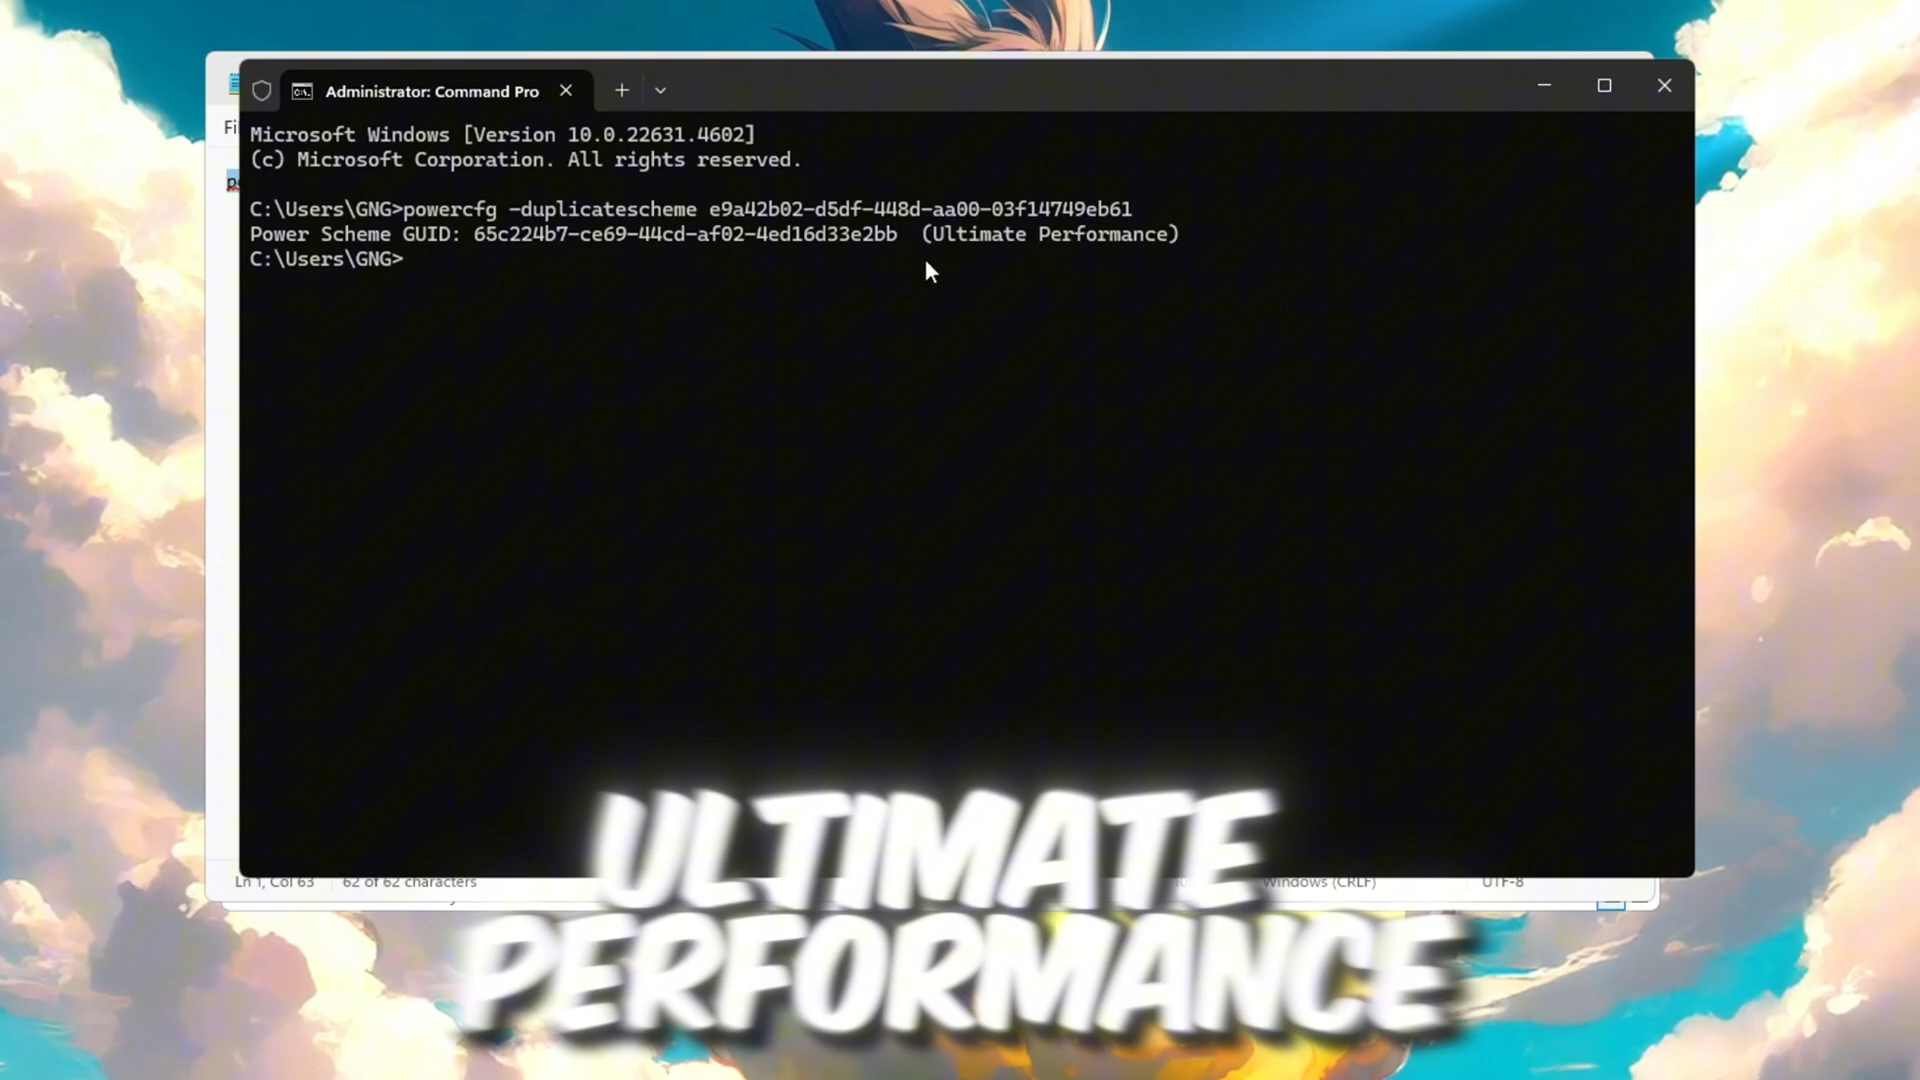 Administrator: Command Pro
Fi
Microsoft Windows [Version 10.0.22631.4602]
(c) Microsoft Corporation. All rights reserved.
C:\Users\GNG>powercfg -duplicatescheme e9a42b02-d5df-448d-aa00-03f14749eb61
Power Scheme GUID: 65c224b7-ce69-44cd-af02-4ed16d33e2bb (Ultimate Performance)
C:\Users\GNG>
Ln 1, Col 63 62 of 62 characters Windows (CRLF) UTF-8
ULTIMATE
PERFORMANCE